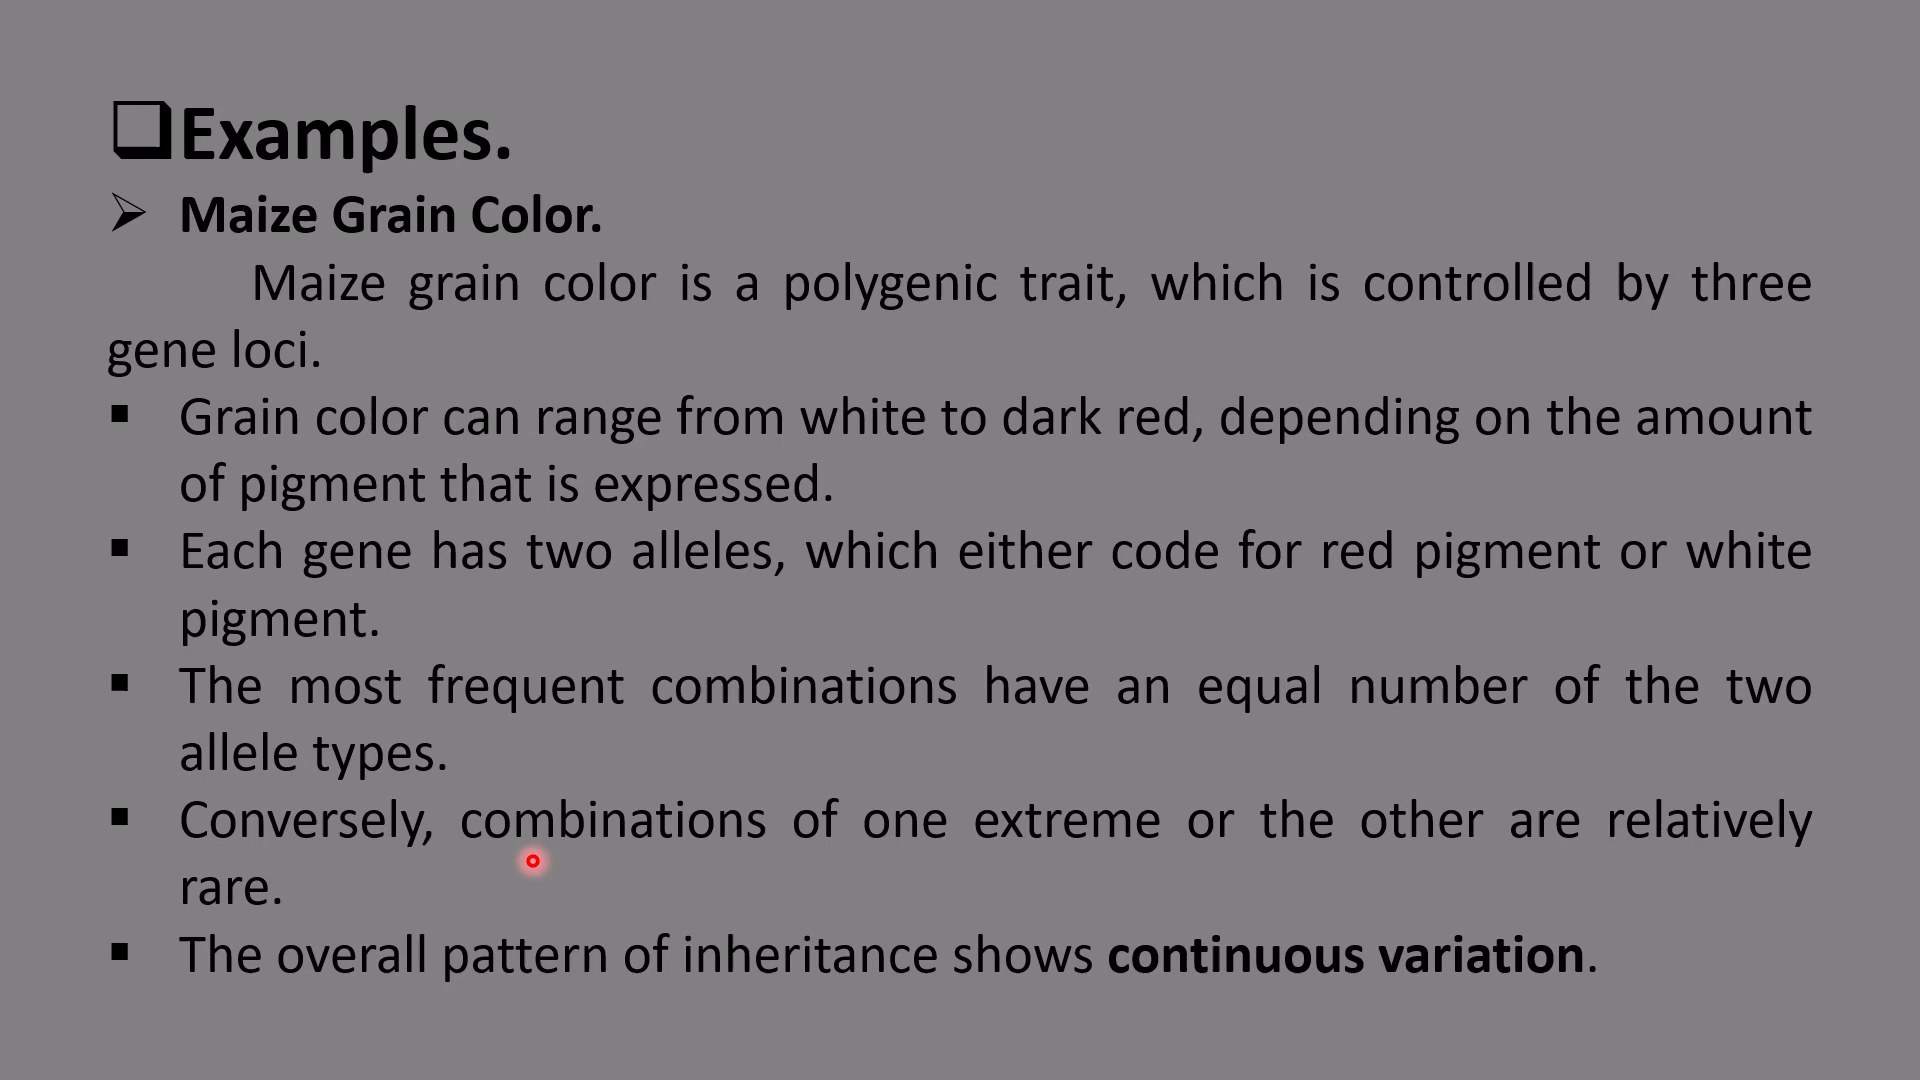 Examples.
Maize Grain Color.
Maize grain color is a polygenic trait, which is controlled by three
gene loci.
Grain color can range from white to dark red, depending on the amount
of pigment that is expressed.
Each gene has two alleles, which either code for red pigment or white
pigment.
The most frequent combinations have an equal number of the two
allele types.
Conversely, combinations of one extreme or the other are relatively
rare.
The overall pattern of inheritance shows continuous variation.